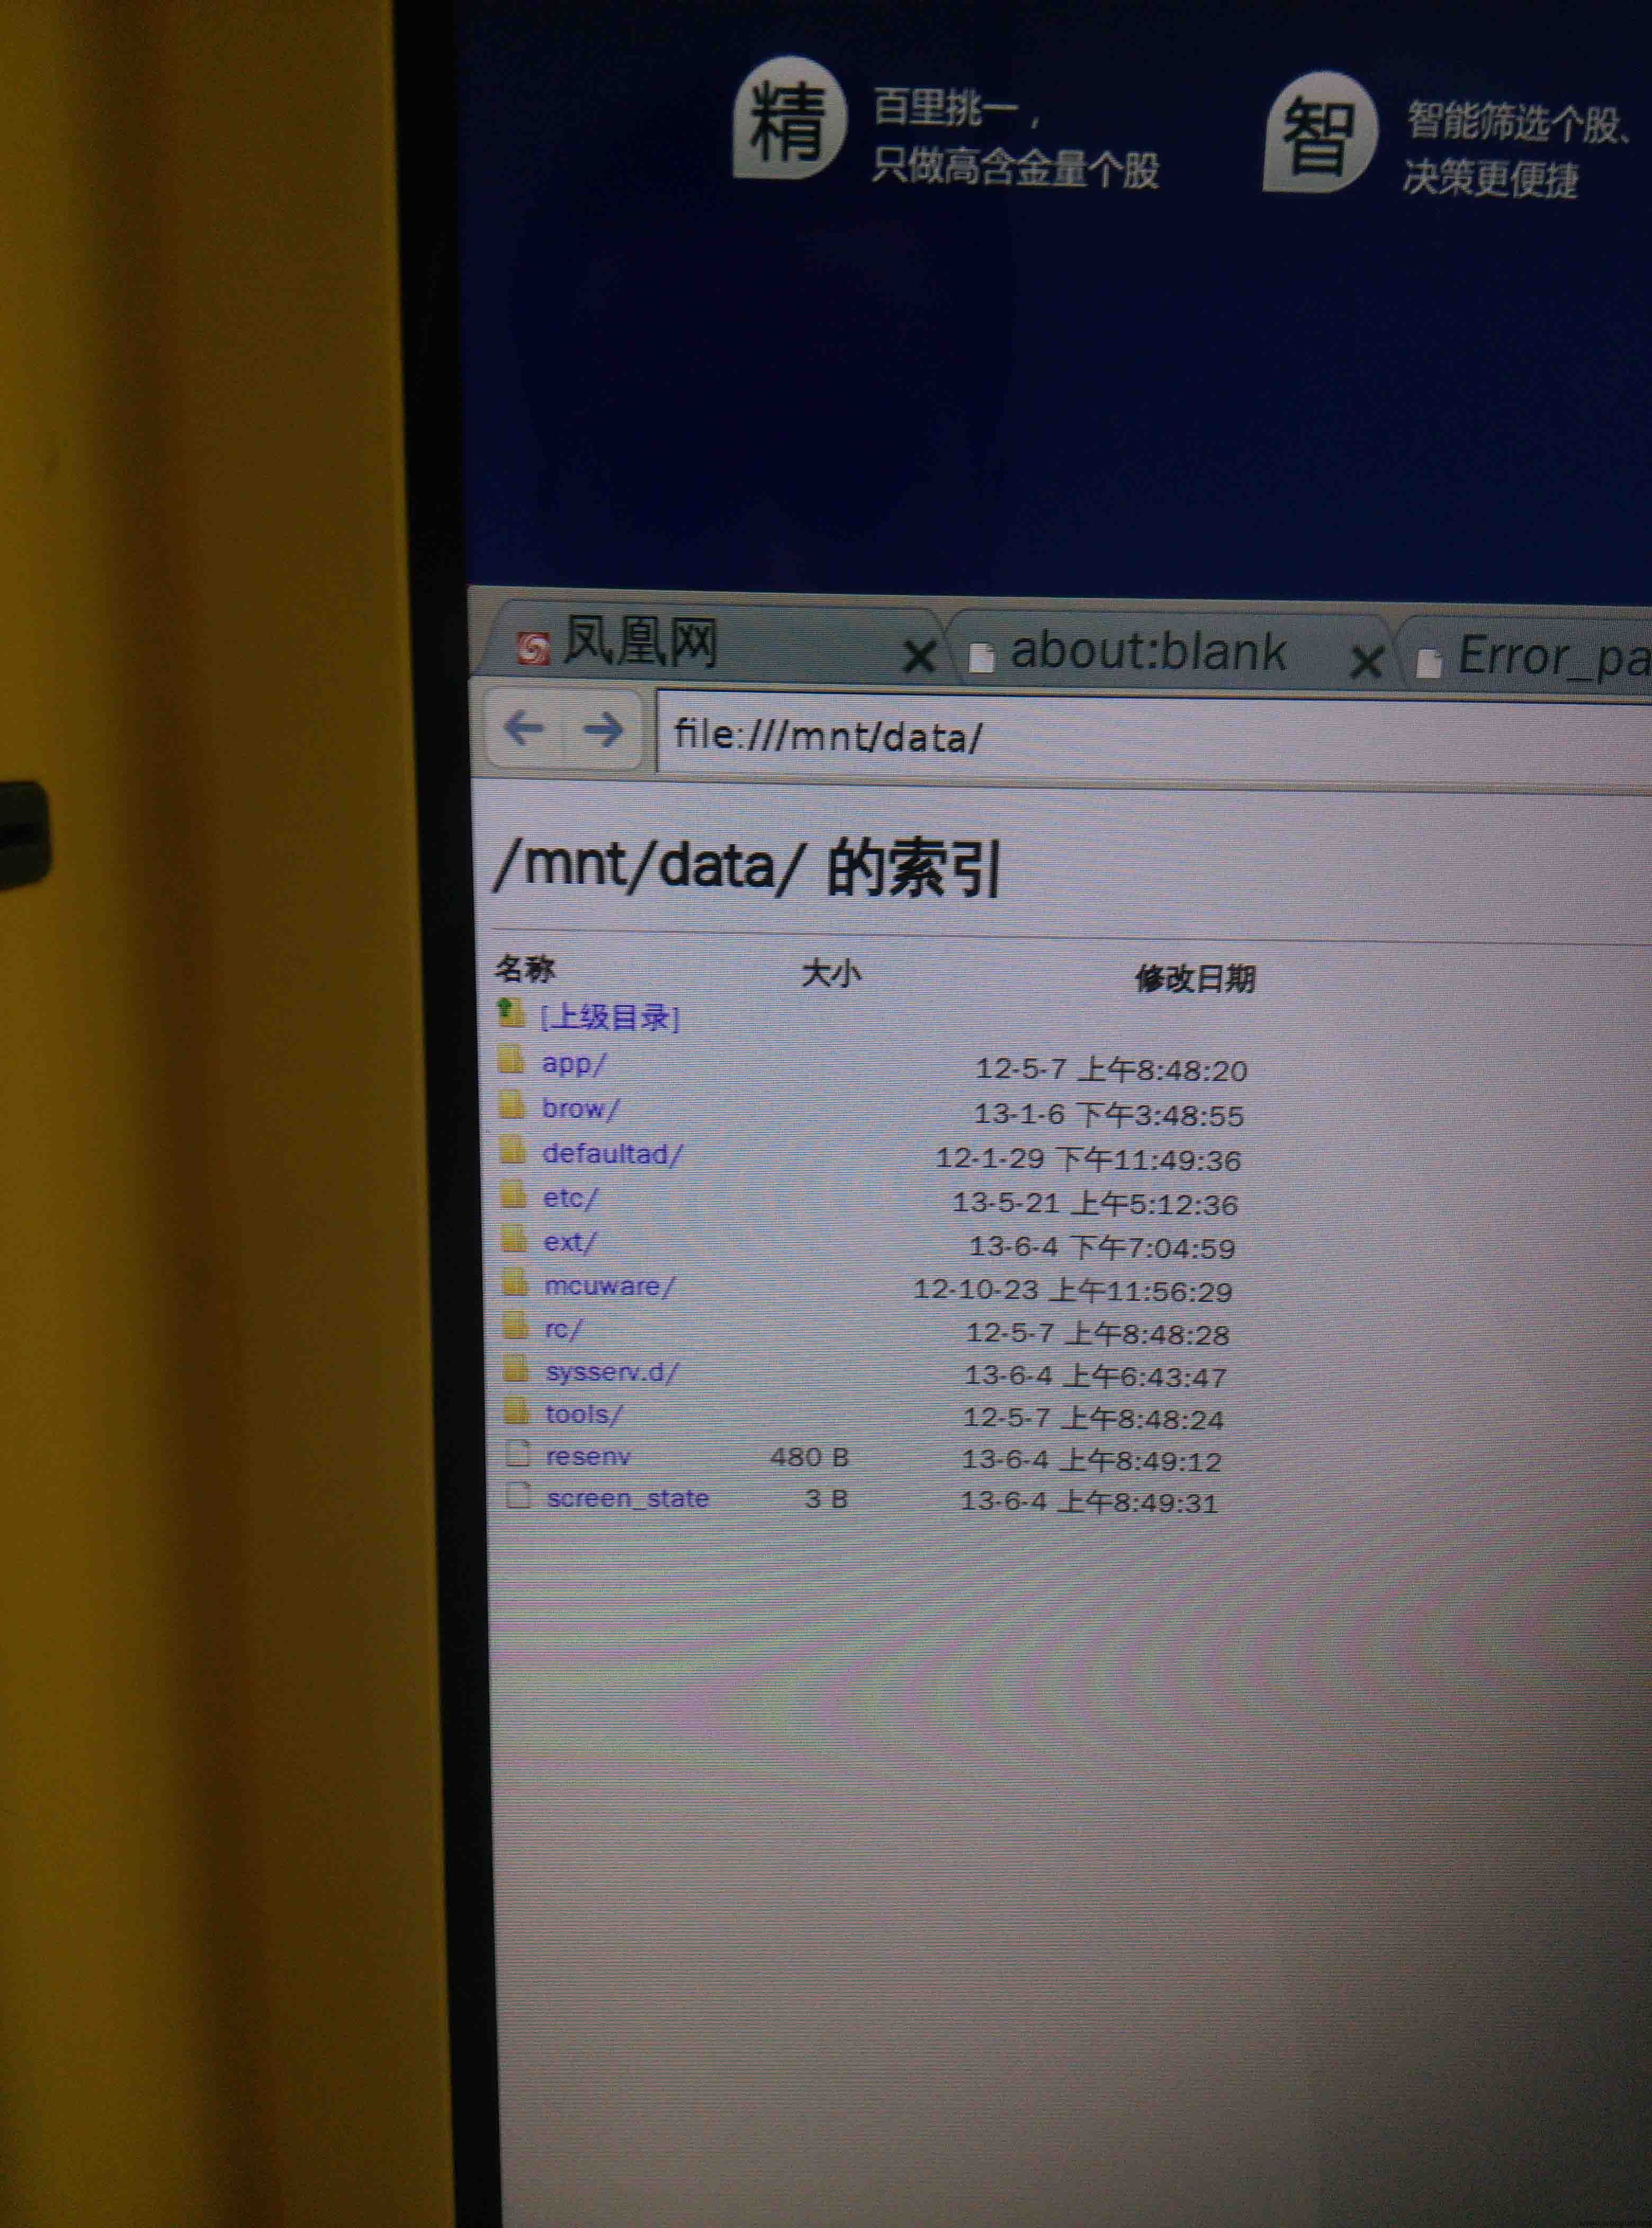 精
百里挑一，
只做高含金量个股
智
智能筛选个股、
决策更便捷
凤凰网
about:blank
Error_pa
file:///mnt/data/
/mnt/data/ 的索引
名称 大小 修改日期
[上级目录]
app/ 12-5-7 上午8:48:20
brow/ 13-1-6 下午3:48:55
defaultad/ 12-1-29 下午11:49:36
etc/ 13-5-21 上午5:12:36
ext/ 13-6-4 下午7:04:59
mcuware/ 12-10-23 上午11:56:29
rc/ 12-5-7 上午8:48:28
sysserv.d/ 13-6-4 上午6:43:47
tools/ 12-5-7 上午8:48:24
resenv 480 B 13-6-4 上午8:49:12
screen_state 3 B 13-6-4 上午8:49:31